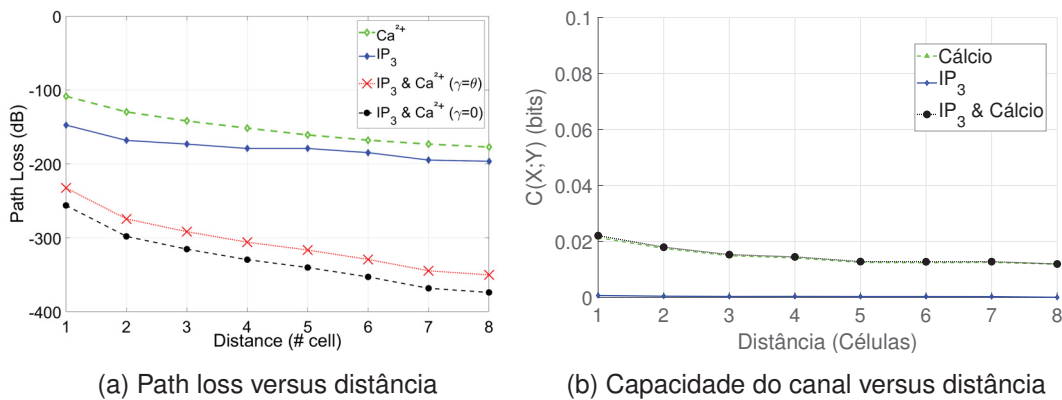 0
-100
-200
-300
-400
Path Loss (dB)
Ca²⁺
IP₃
IP₃ & Ca²⁺ (γ=θ)
IP₃ & Ca²⁺ (γ=0)
1 2 3 4 5 6 7 8
Distance (# cell)
(a) Path loss versus distância
0.1
0.08
0.06
0.04
0.02
0
C(X;Y) (bits)
Cálcio
IP₃
IP₃ & Cálcio
1 2 3 4 5 6 7 8
Distância (Células)
(b) Capacidade do canal versus distância